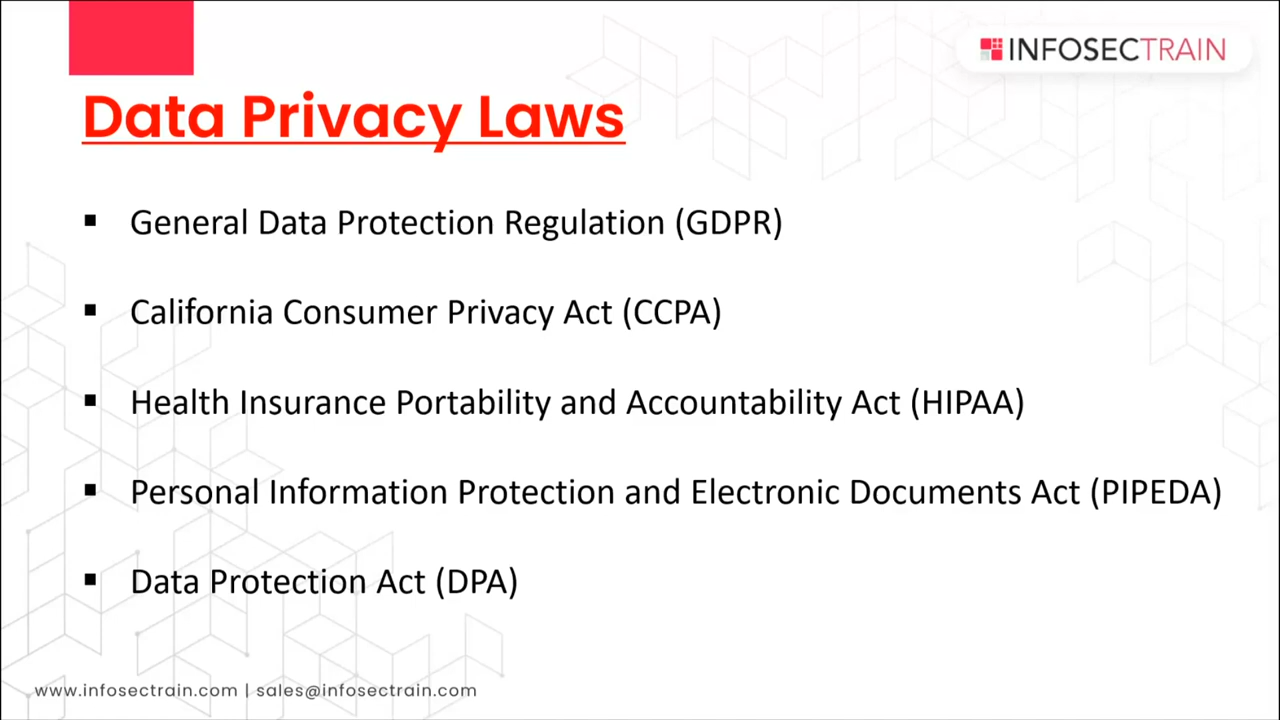 INFOSECTRAIN
Data Privacy Laws
▪ General Data Protection Regulation (GDPR)
▪ California Consumer Privacy Act (CCPA)
▪ Health Insurance Portability and Accountability Act (HIPAA)
▪ Personal Information Protection and Electronic Documents Act (PIPEDA)
▪ Data Protection Act (DPA)
www.infosectrain.com | sales@infosectrain.com